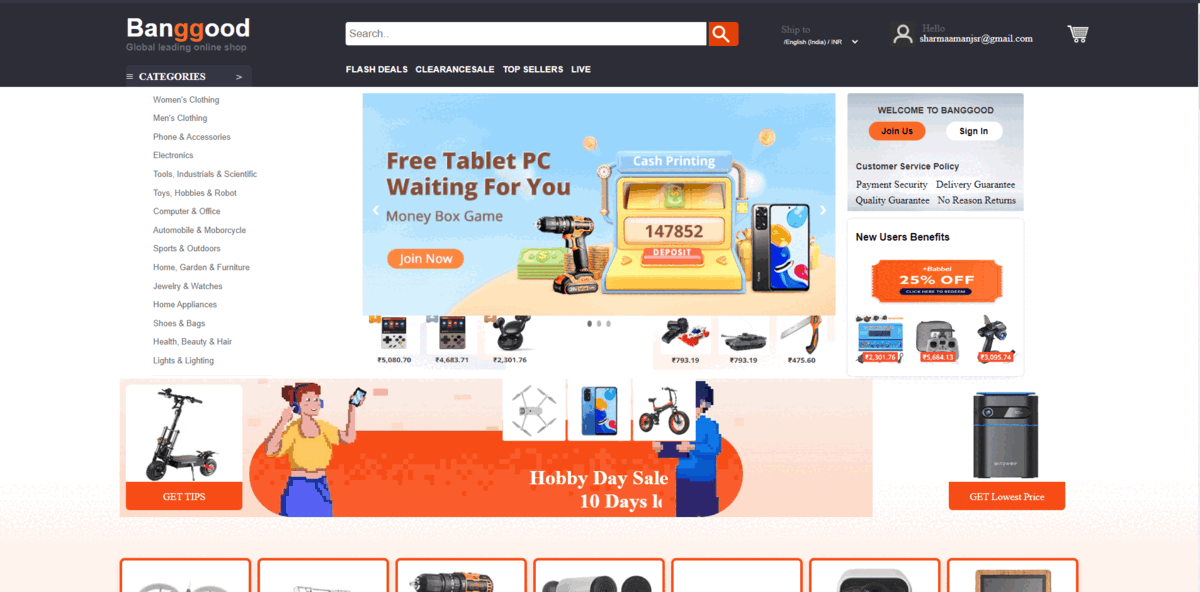 Banggood
Global leading online shop
Search..
Ship to
/English (India) / INR
Hello
sharmaamanjsr@gmail.com
≡ CATEGORIES >
FLASH DEALS CLEARANCESALE TOP SELLERS LIVE
Women's Clothing
Men's Clothing
Phone & Accessories
Electronics
Tools, Industrials & Scientific
Toys, Hobbies & Robot
Computer & Office
Automobile & Moborcycle
Sports & Outdoors
Home, Garden & Furniture
Jewelry & Watches
Home Appliances
Shoes & Bags
Health, Beauty & Hair
Lights & Lighting
Free Tablet PC
Waiting For You
Money Box Game
Join Now
Cash Printing
147852
DEPOSIT
₹5,080.70 ₹4,683.71 ₹2,301.76 ₹793.19 ₹793.19 ₹475.60
WELCOME TO BANGGOOD
Join Us Sign In
Customer Service Policy
Payment Security Delivery Guarantee
Quality Guarantee No Reason Returns
New Users Benefits
+Babbel
25% OFF
CLICK HERE TO REDEEM
₹2,301.76 ₹5,684.13 ₹3,095.74
GET TIPS
Hobby Day Sale
10 Days
GET Lowest Price